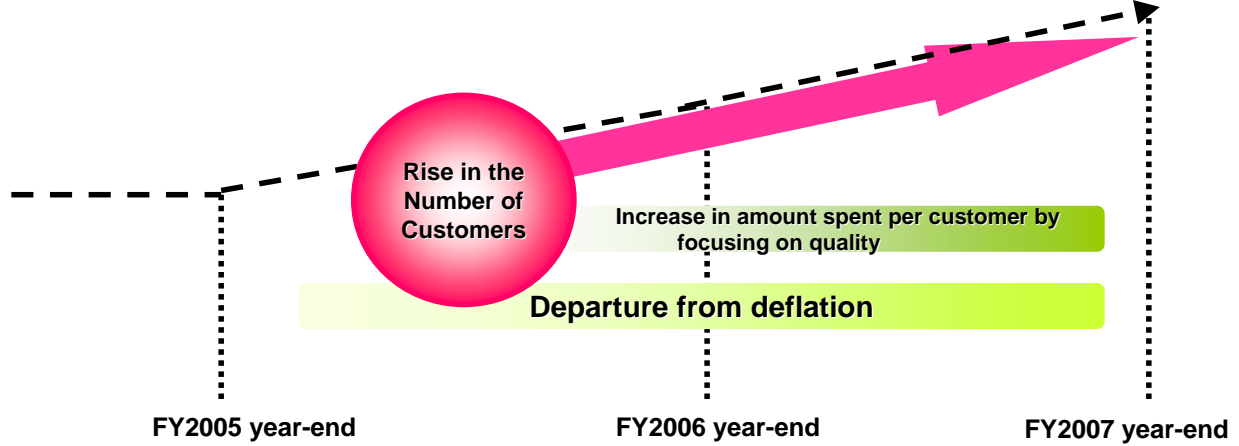 Rise in the
Number of
Customers
Increase in amount spent per customer by
focusing on quality
Departure from deflation
FY2005 year-end
FY2006 year-end
FY2007 year-end